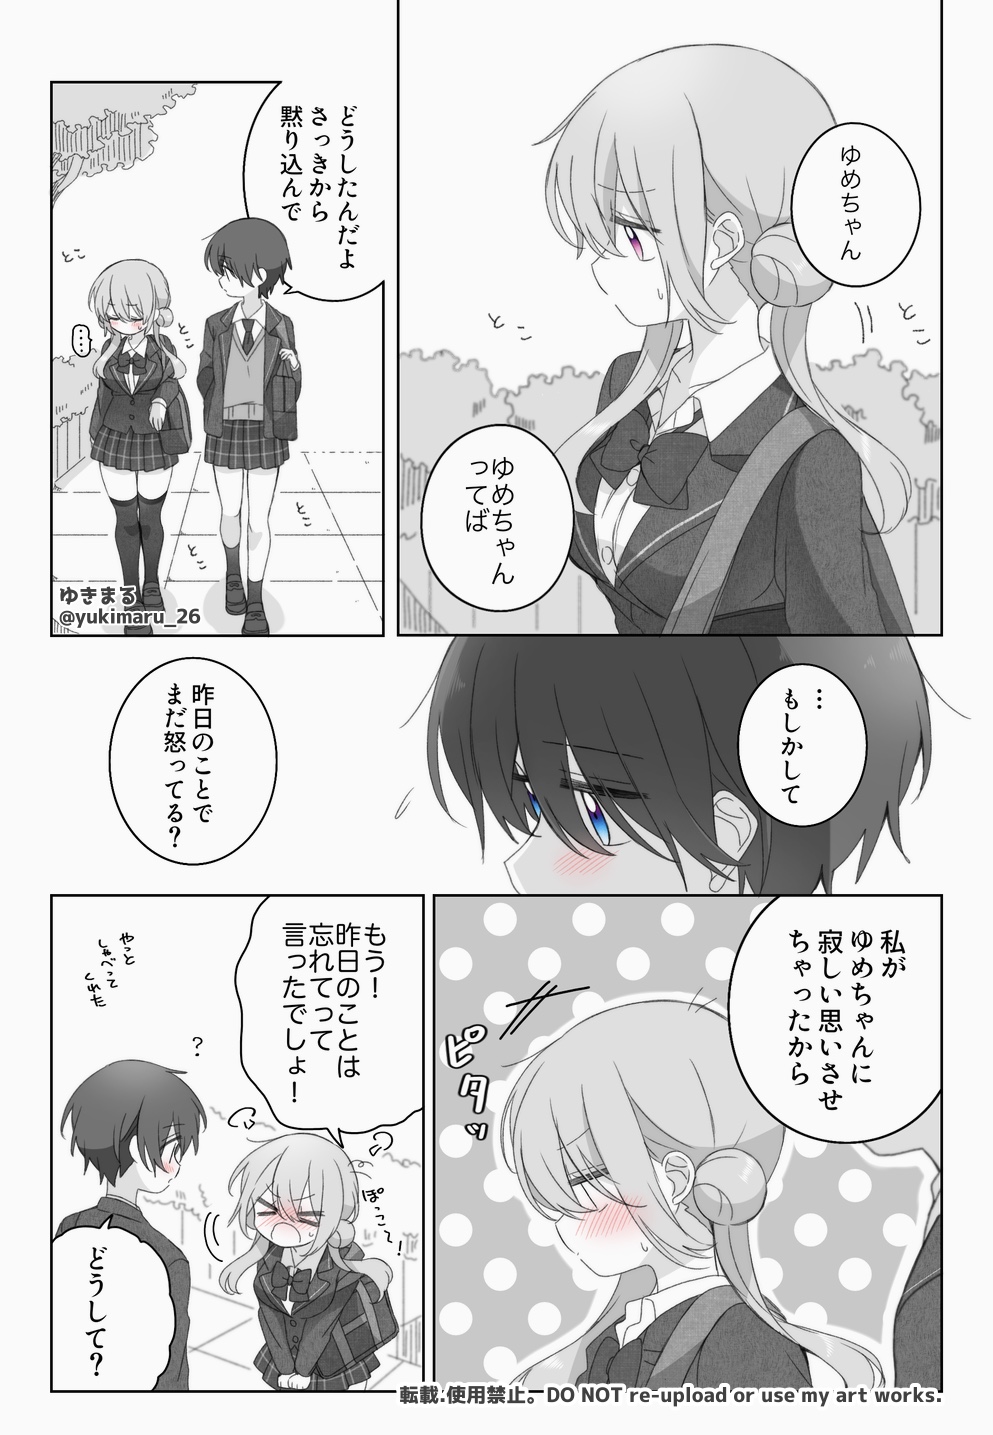 ゆめちゃん
とこ
とこ
ゆめちゃん
ってば
どうしたんだよ
さっきから
黙り込んで
とこ
とこ
とこ
ゆきまる
@yukimaru_26
…
もしかして
昨日のことで
まだ怒ってる?
私が
ゆめちゃんに
寂しい思いさせ
ちゃったから
ピタッ
もう!
昨日のことは
忘れてって
言ったでしょ!
ぽこっ!
やっと
しゃべって
くれた
?
どうして?
転載.使用禁止。DO NOT re-upload or use my art works.